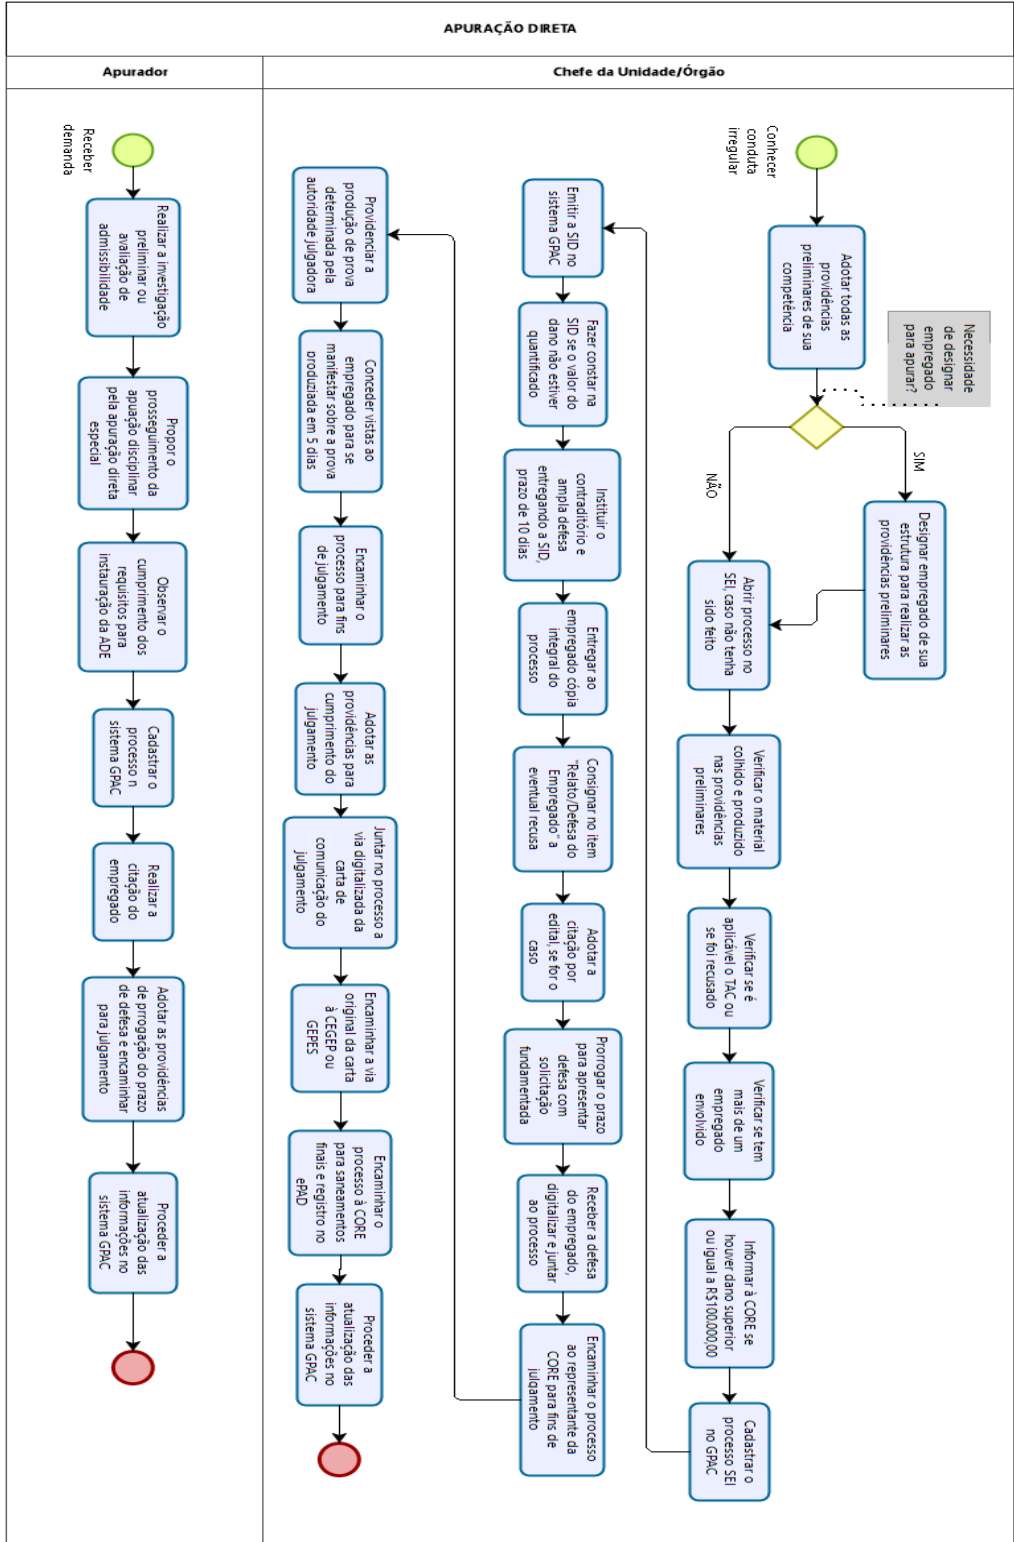 APURAÇÃO DIRETA
Chefe da Unidade/Órgão
Conhecer
conduta
irregular
Adotar todas as
providências
preliminares de sua
competência
Necessidade
de designar
empregado
para apurar?
SIM
NÃO
Designar empregado de sua
estrutura para realizar as
providências preliminares
Abrir processo no
SEI, caso não tenha
sido feito
Verificar o material
colhido e produzido
nas providências
preliminares
Verificar se é
aplicável o TAC ou
se foi recusado
Verificar se tem
mais de um
empregado
envolvido
Informar à CORE se
houver dano superior
ou igual a R$100.000,00
Cadastrar o
processo SEI
no GPAC
Emitir a SID no
sistema GPAC
Fazer constar na
SID se o valor do
dano não estiver
quantificado
Instituir o
contraditório e
ampla defesa
entregando a SID,
prazo de 10 dias
Entregar ao
empregado cópia
integral do
processo
Consignar no item
"Relato/Defesa do
Empregado" a
eventual recusa
Adotar a
citação por
edital, se for o
caso
Prorrogar o prazo
para apresentar
defesa com
solicitação
fundamentada
Receber a defesa
do empregado,
digitalizar e juntar
ao processo
Encaminhar o processo
ao representante da
CORE para fins de
julgamento
Providenciar a
produção de prova
determinada pela
autoridade julgadora
Conceder vistas ao
empregado para se
manifestar sobre a prova
produziada em 5 dias
Encaminhar o
processo para fins
de julgamento
Adotar as
providências para
cumprimento do
julgamento
Juntar no processo a
via digitalizada da
carta de
comunicação do
julgamento
Encaminhar a via
original da carta
à CEGEP ou
GEPES
Encaminhar o
processo à CORE
para saneamentos
finais e registro no
ePAD
Proceder a
atualização das
informações no
sistema GPAC
Apurador
Receber
demanda
Realizar a investigação
preliminar ou
avaliação de
admissibilidade
Propor o
prosseguimento da
apuação disciplinar
pela apuração direta
especial
Observar o
cumprimento dos
requisitos para
instauração da ADE
Cadastrar o
processo n
sistema GPAC
Realizar a
citação do
empregado
Adotar as providências
de prrogação do prazo
de defesa e encaminhar
para julgamento
Proceder a
atualização das
informações no
sistema GPAC